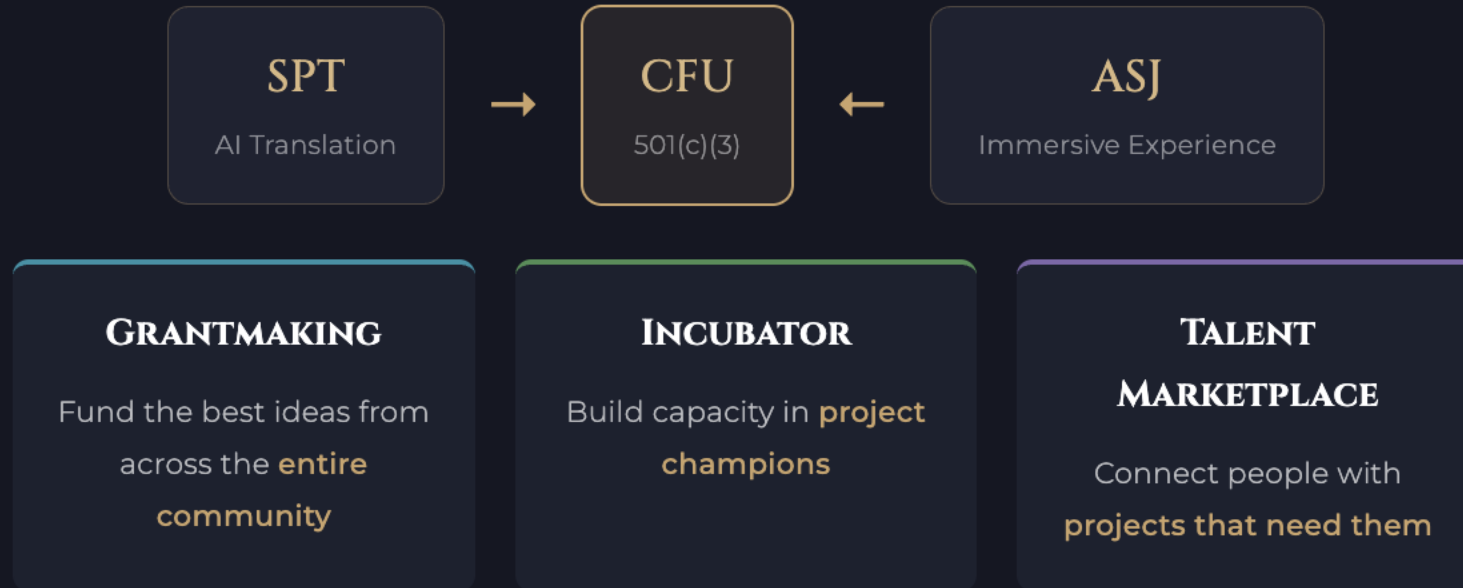 SPT
AI Translation
→
CFU
501(c)(3)
←
ASJ
Immersive Experience
Grantmaking
Fund the best ideas from
across the entire
community
Incubator
Build capacity in project
champions
Talent
Marketplace
Connect people with
projects that need them